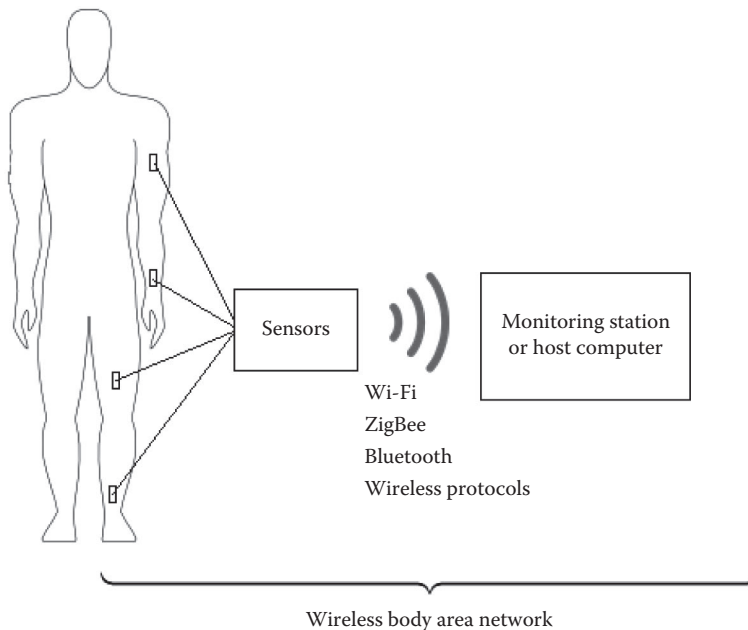 Sensors
Monitoring station
or host computer
Wi-Fi
ZigBee
Bluetooth
Wireless protocols
Wireless body area network